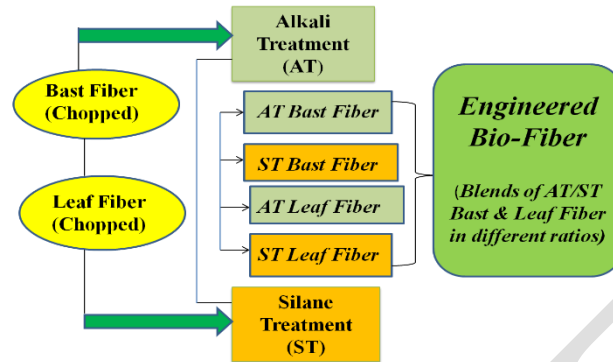 Alkali
Treatment
(AT)
Bast Fiber
(Chopped)
Leaf Fiber
(Chopped)
AT Bast Fiber
ST Bast Fiber
AT Leaf Fiber
ST Leaf Fiber
Silane
Treatment
(ST)
Engineered
Bio-Fiber
(Blends of AT/ST
Bast & Leaf Fiber
in different ratios)